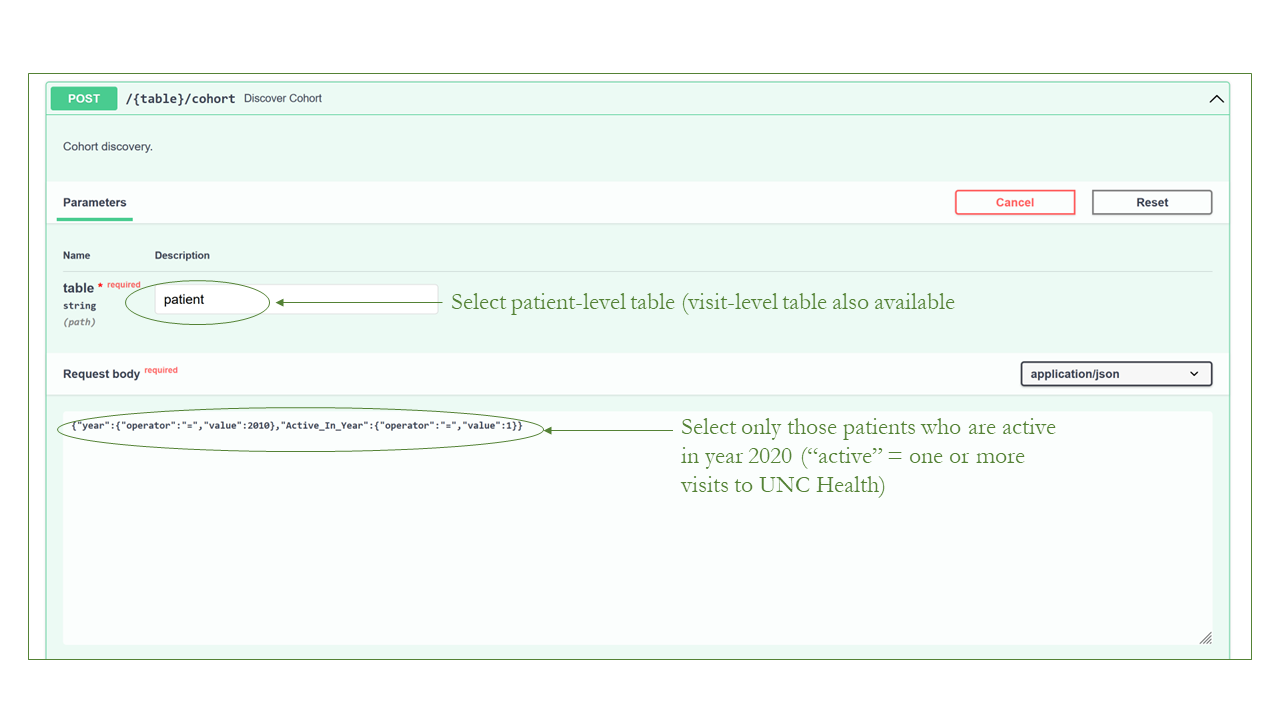 POST /{table}/cohort Discover Cohort
Cohort discovery.
Parameters
Cancel
Reset
Name Description
table * required
string
(path)
patient
Select patient-level table (visit-level table also available
Request body required
application/json
{"year":{"operator":"=","value":2010},"Active_In_Year":{"operator":"=","value":1}}
Select only those patients who are active
in year 2020 (“active” = one or more
visits to UNC Health)